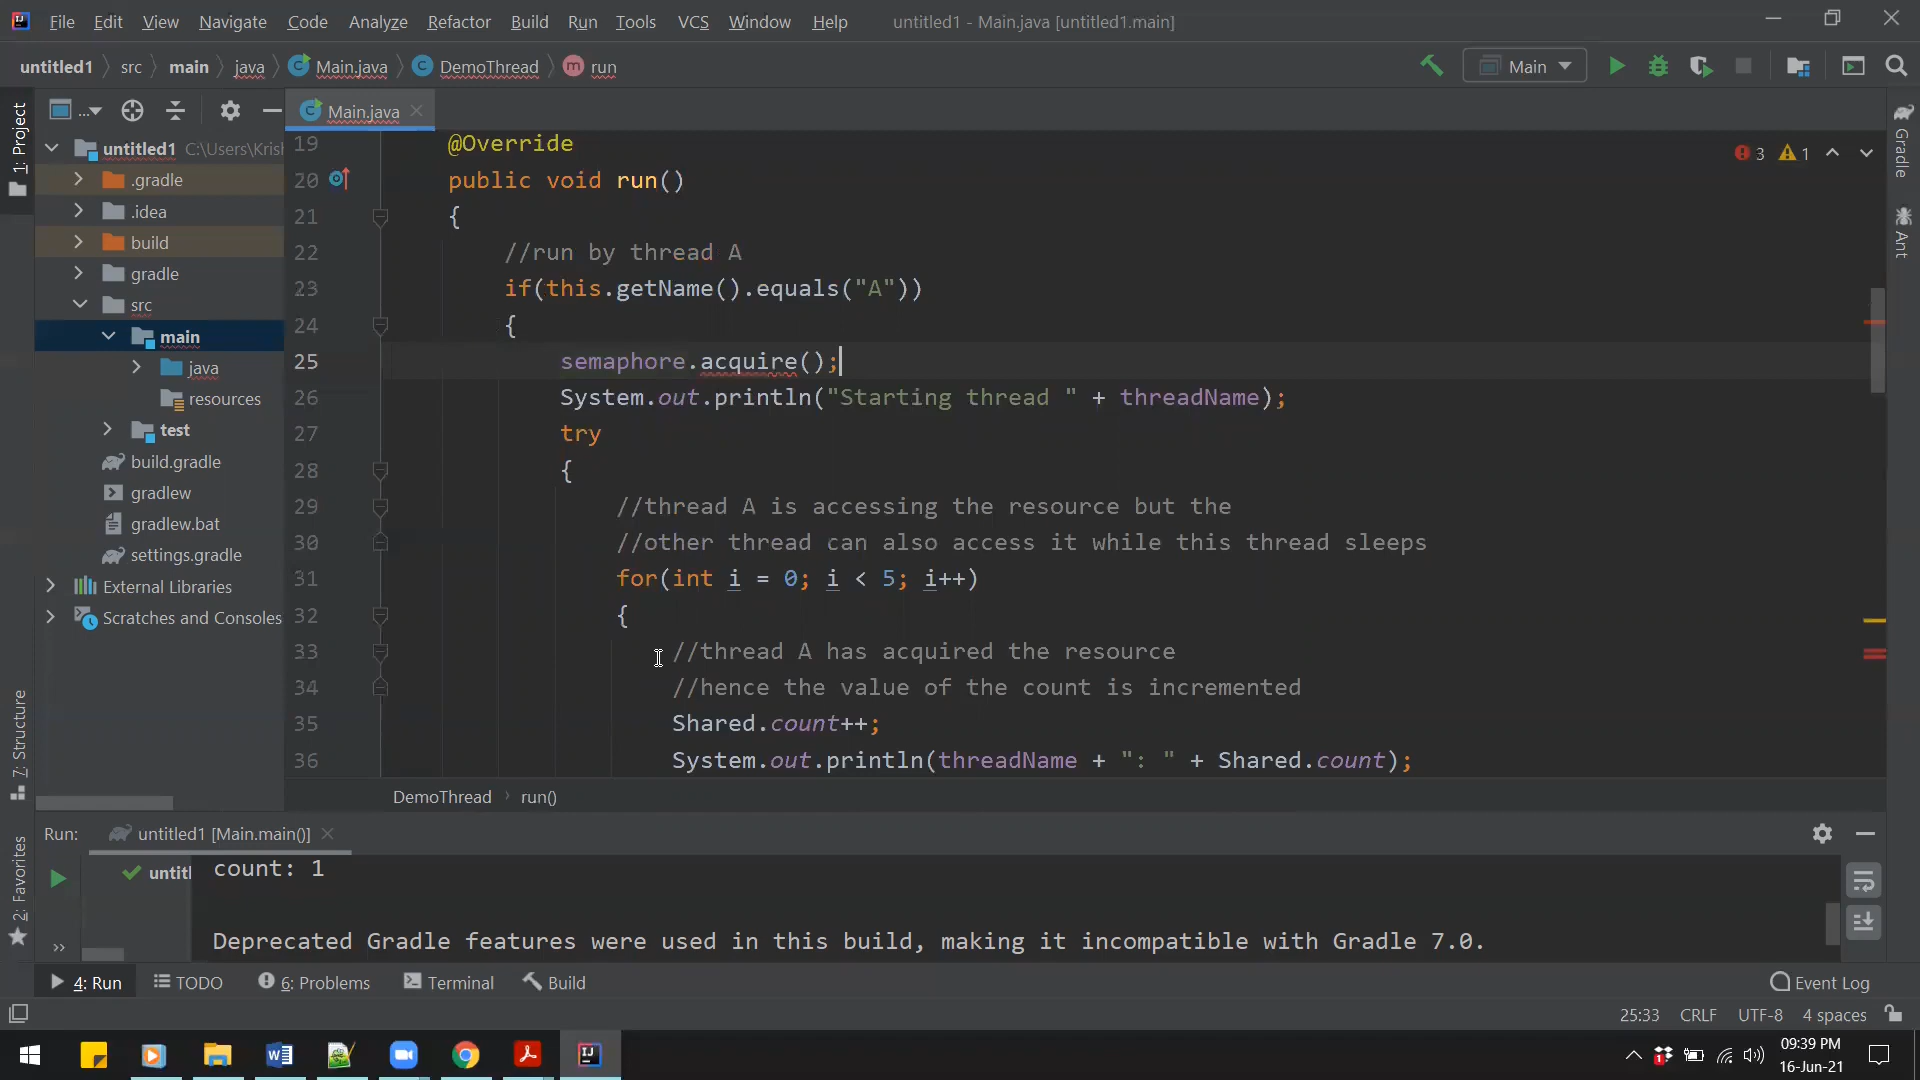 File Edit View Navigate Code Analyze Refactor Build Run Tools VCS Window Help untitled1 - Main.java [untitled1.main]
untitled1 src main java Main.java DemoThread m run Main
1: Project
... Main.java
untitled1 C:\Users\Krish
.gradle
.idea
build
gradle
src
main
java
resources
test
build.gradle
gradlew
gradlew.bat
settings.gradle
External Libraries
Scratches and Consoles
19 @Override
20 public void run()
21 {
22 //run by thread A
23 if(this.getName().equals("A"))
24 {
25 semaphore.acquire();
26 System.out.println("Starting thread " + threadName);
27 try
28 {
29 //thread A is accessing the resource but the
30 //other thread can also access it while this thread sleeps
31 for(int i = 0; i < 5; i++)
32 {
33 //thread A has acquired the resource
34 //hence the value of the count is incremented
35 Shared.count++;
36 System.out.println(threadName + ": " + Shared.count);
3 1
Gradle
Ant
DemoThread run()
7: Structure
2: Favorites
Run: untitled1 [Main.main()]
untitl
count: 1
Deprecated Gradle features were used in this build, making it incompatible with Gradle 7.0.
4: Run TODO 6: Problems Terminal Build Event Log
25:33 CRLF UTF-8 4 spaces
09:39 PM
16-Jun-21